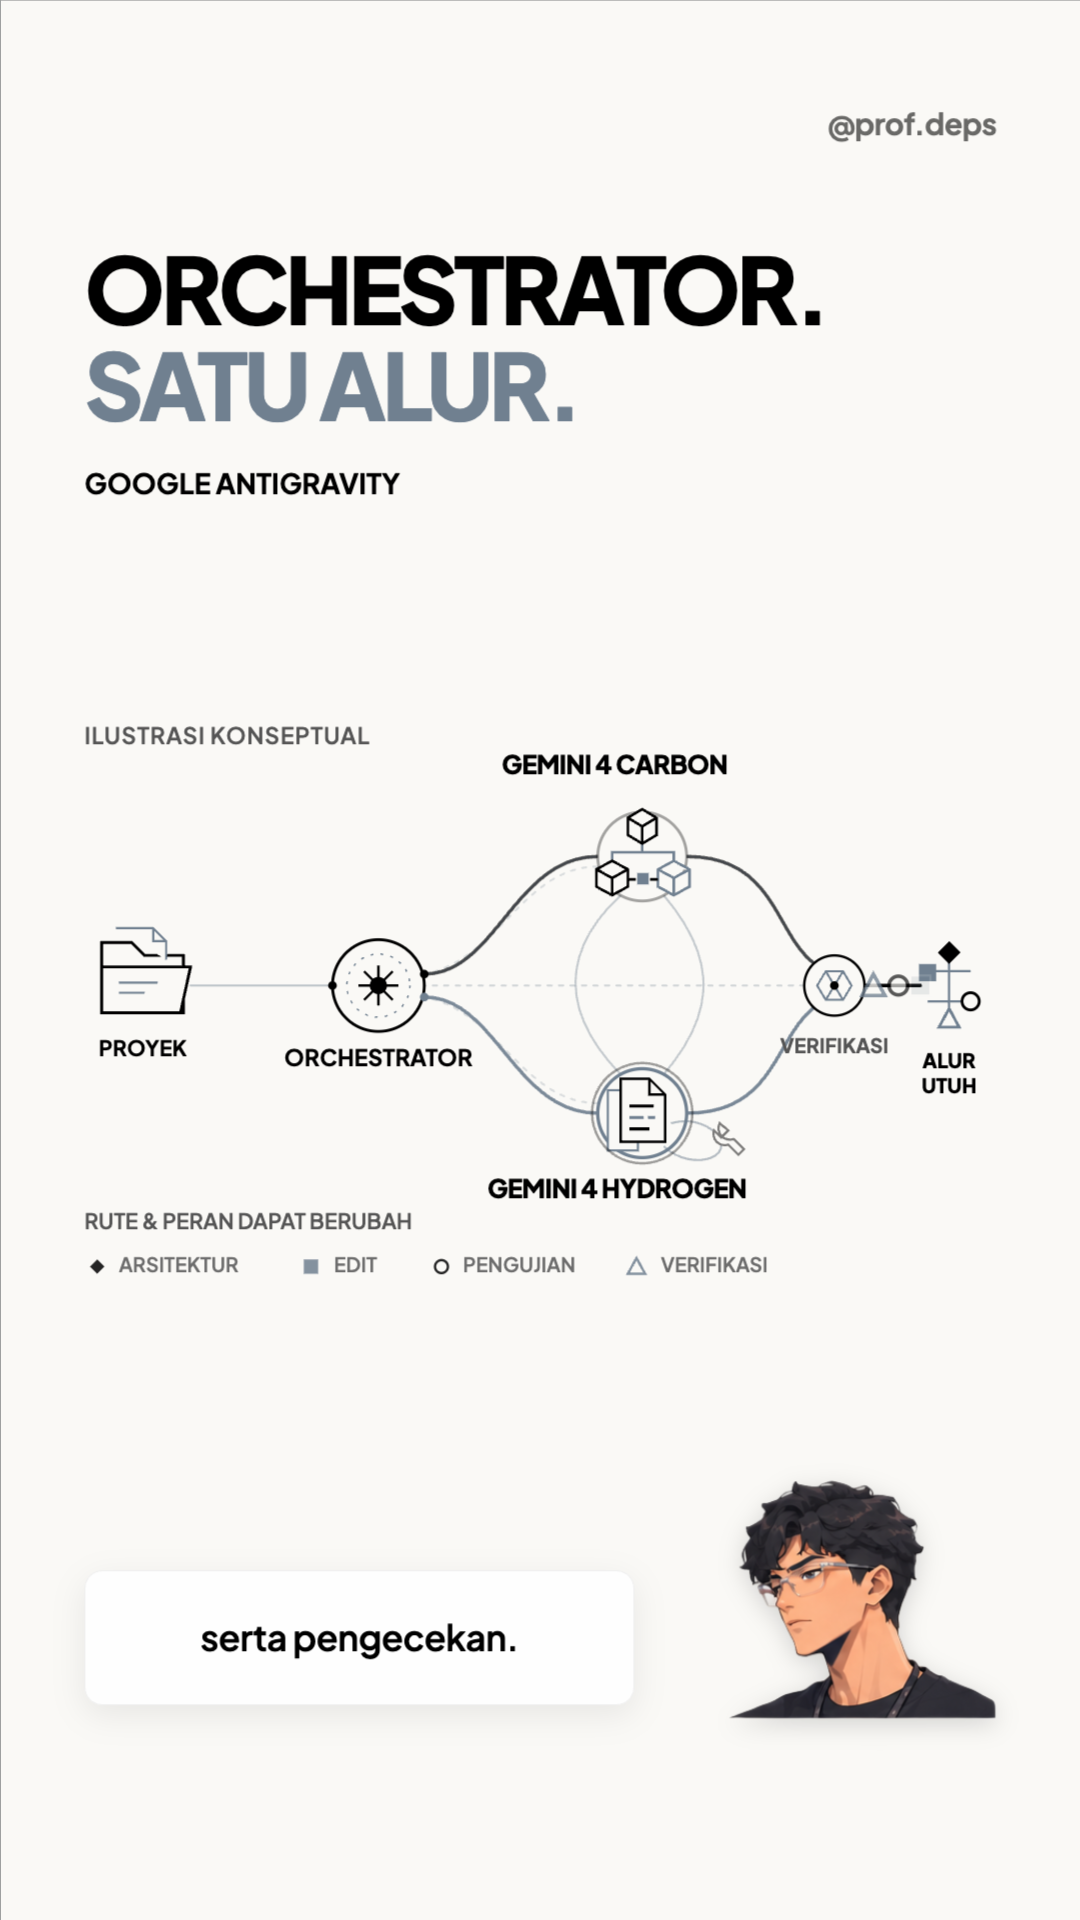 @prof.deps
ORCHESTRATOR.
SATU ALUR.
GOOGLE ANTIGRAVITY
ILUSTRASI KONSEPTUAL
GEMINI 4 CARBON
PROYEK
ORCHESTRATOR
VERIFIKASI
ALUR
UTUH
GEMINI 4 HYDROGEN
RUTE & PERAN DAPAT BERUBAH
ARSITEKTUR
EDIT
PENGUJIAN
VERIFIKASI
serta pengecekan.